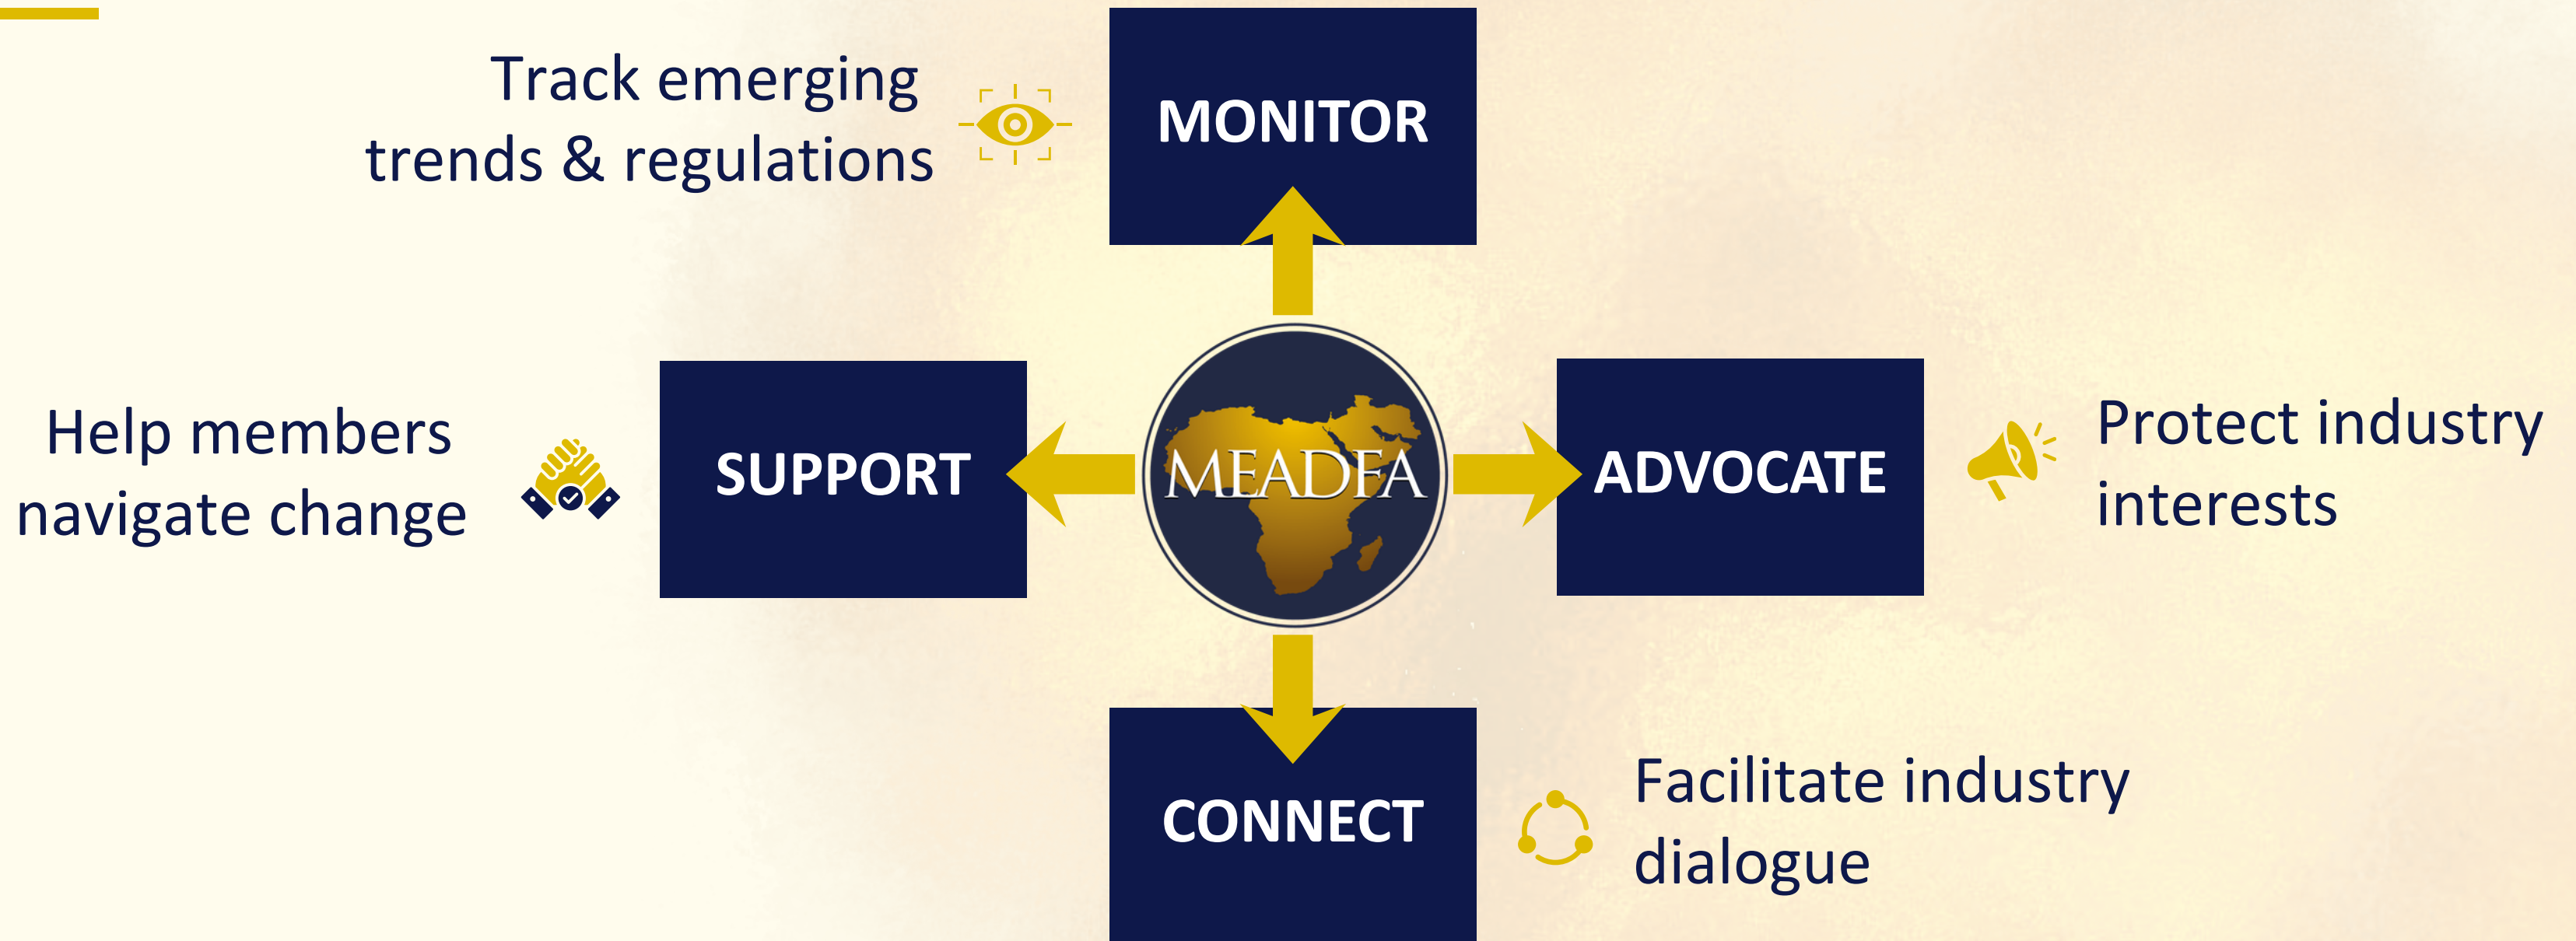 Track emerging
trends & regulations
MONITOR
Help members
navigate change
SUPPORT
MEADFA
ADVOCATE
Protect industry
interests
CONNECT
Facilitate industry
dialogue